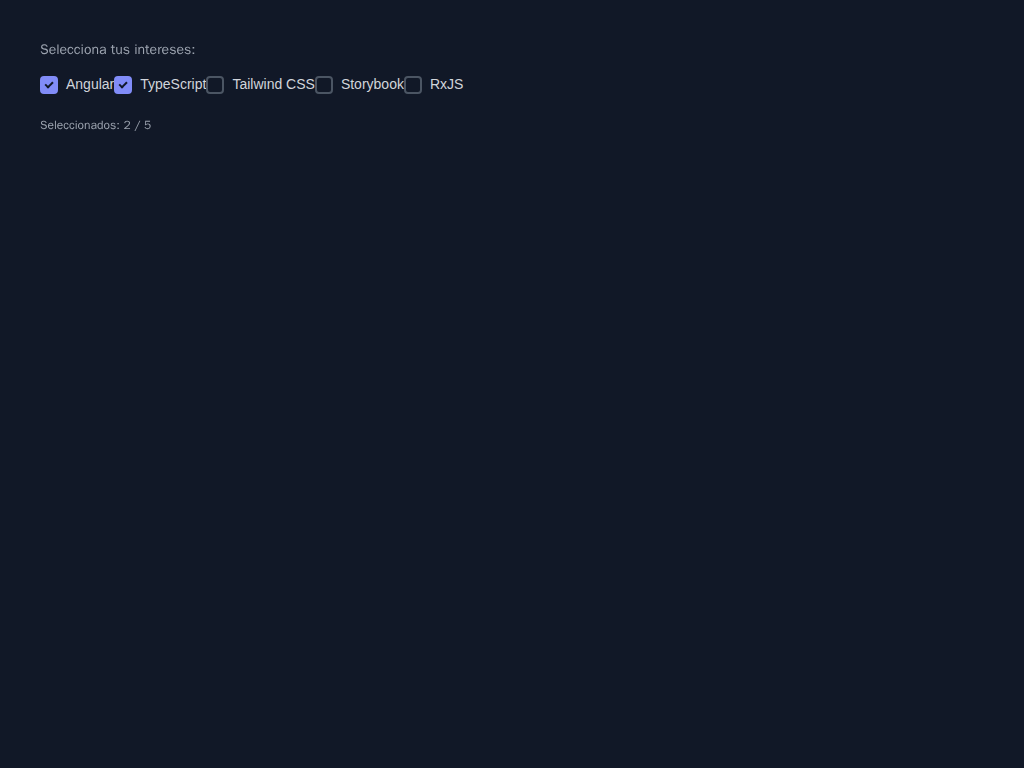 Selecciona tus intereses:
Angular TypeScript Tailwind CSS Storybook RxJS
Seleccionados: 2 / 5